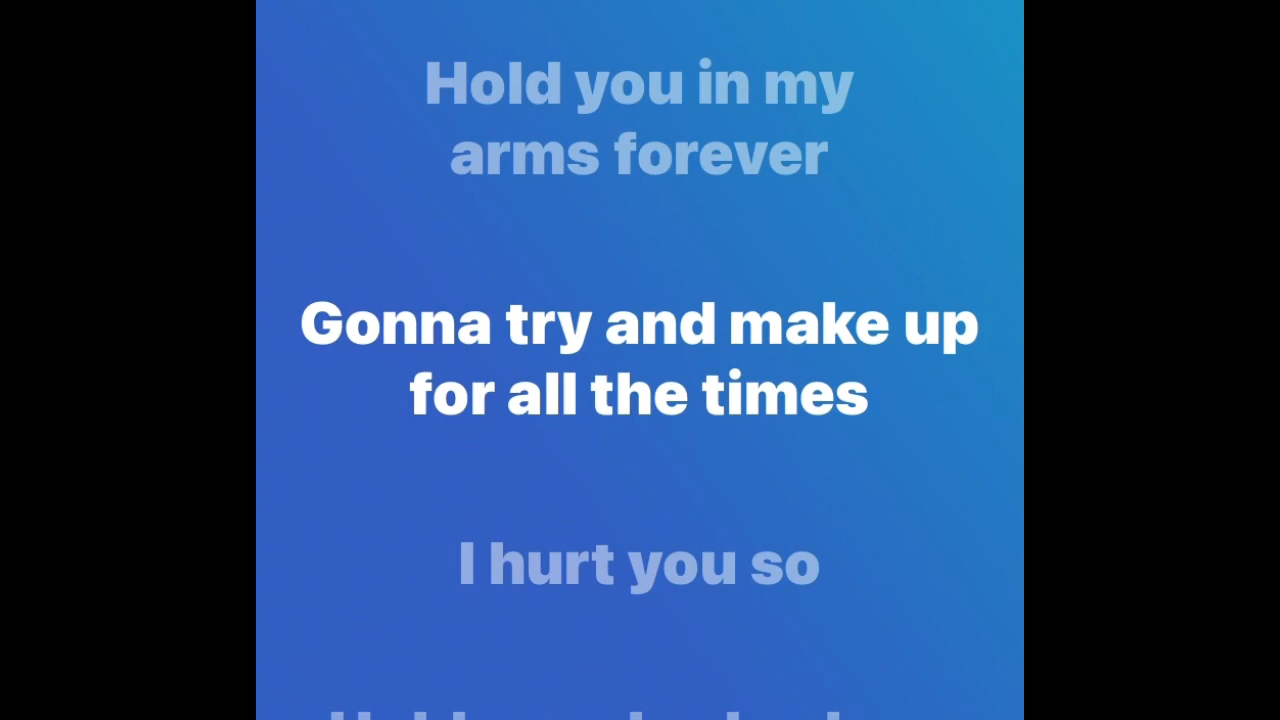 Hold you in my
arms forever
Gonna try and make up
for all the times
I hurt you so